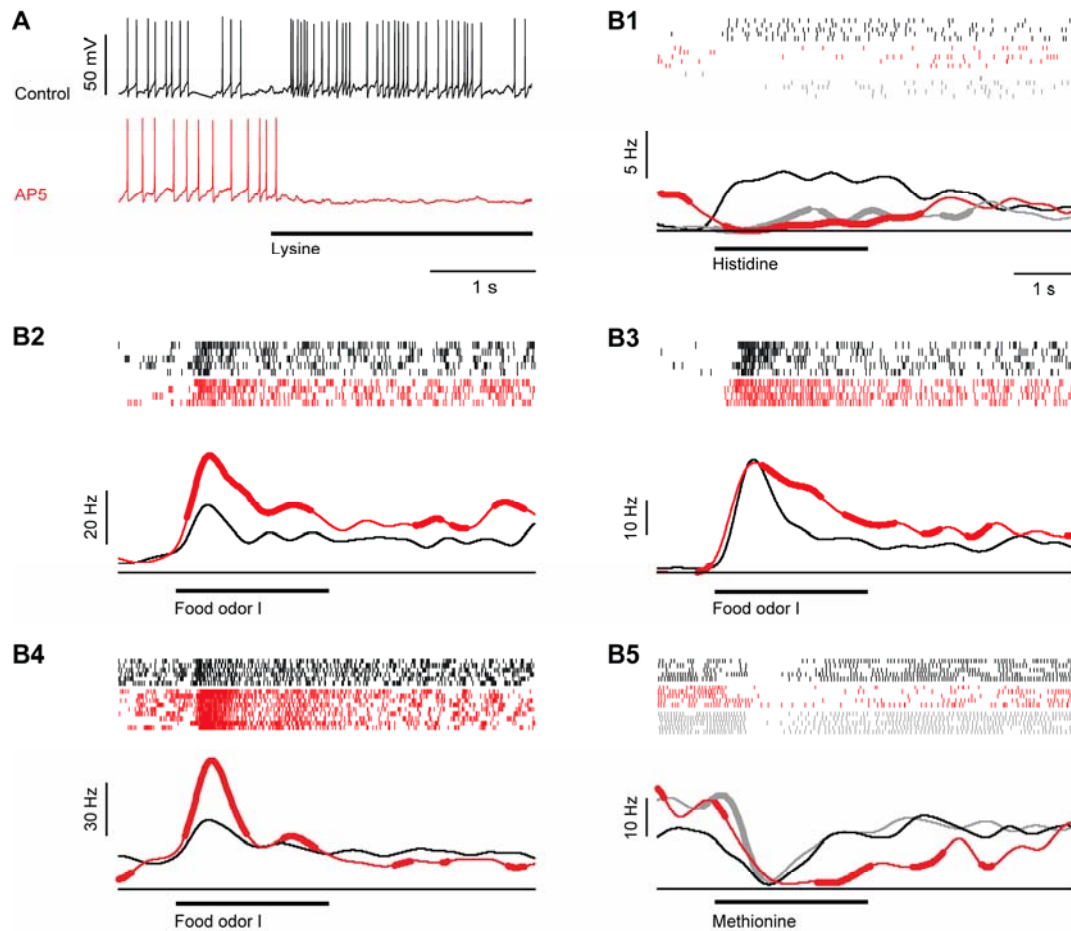 A
50 mV
Control
AP5
Lysine
1 s
B1
5 Hz
Histidine
1 s
B2
20 Hz
Food odor I
B3
10 Hz
Food odor I
B4
30 Hz
Food odor I
B5
10 Hz
Methionine